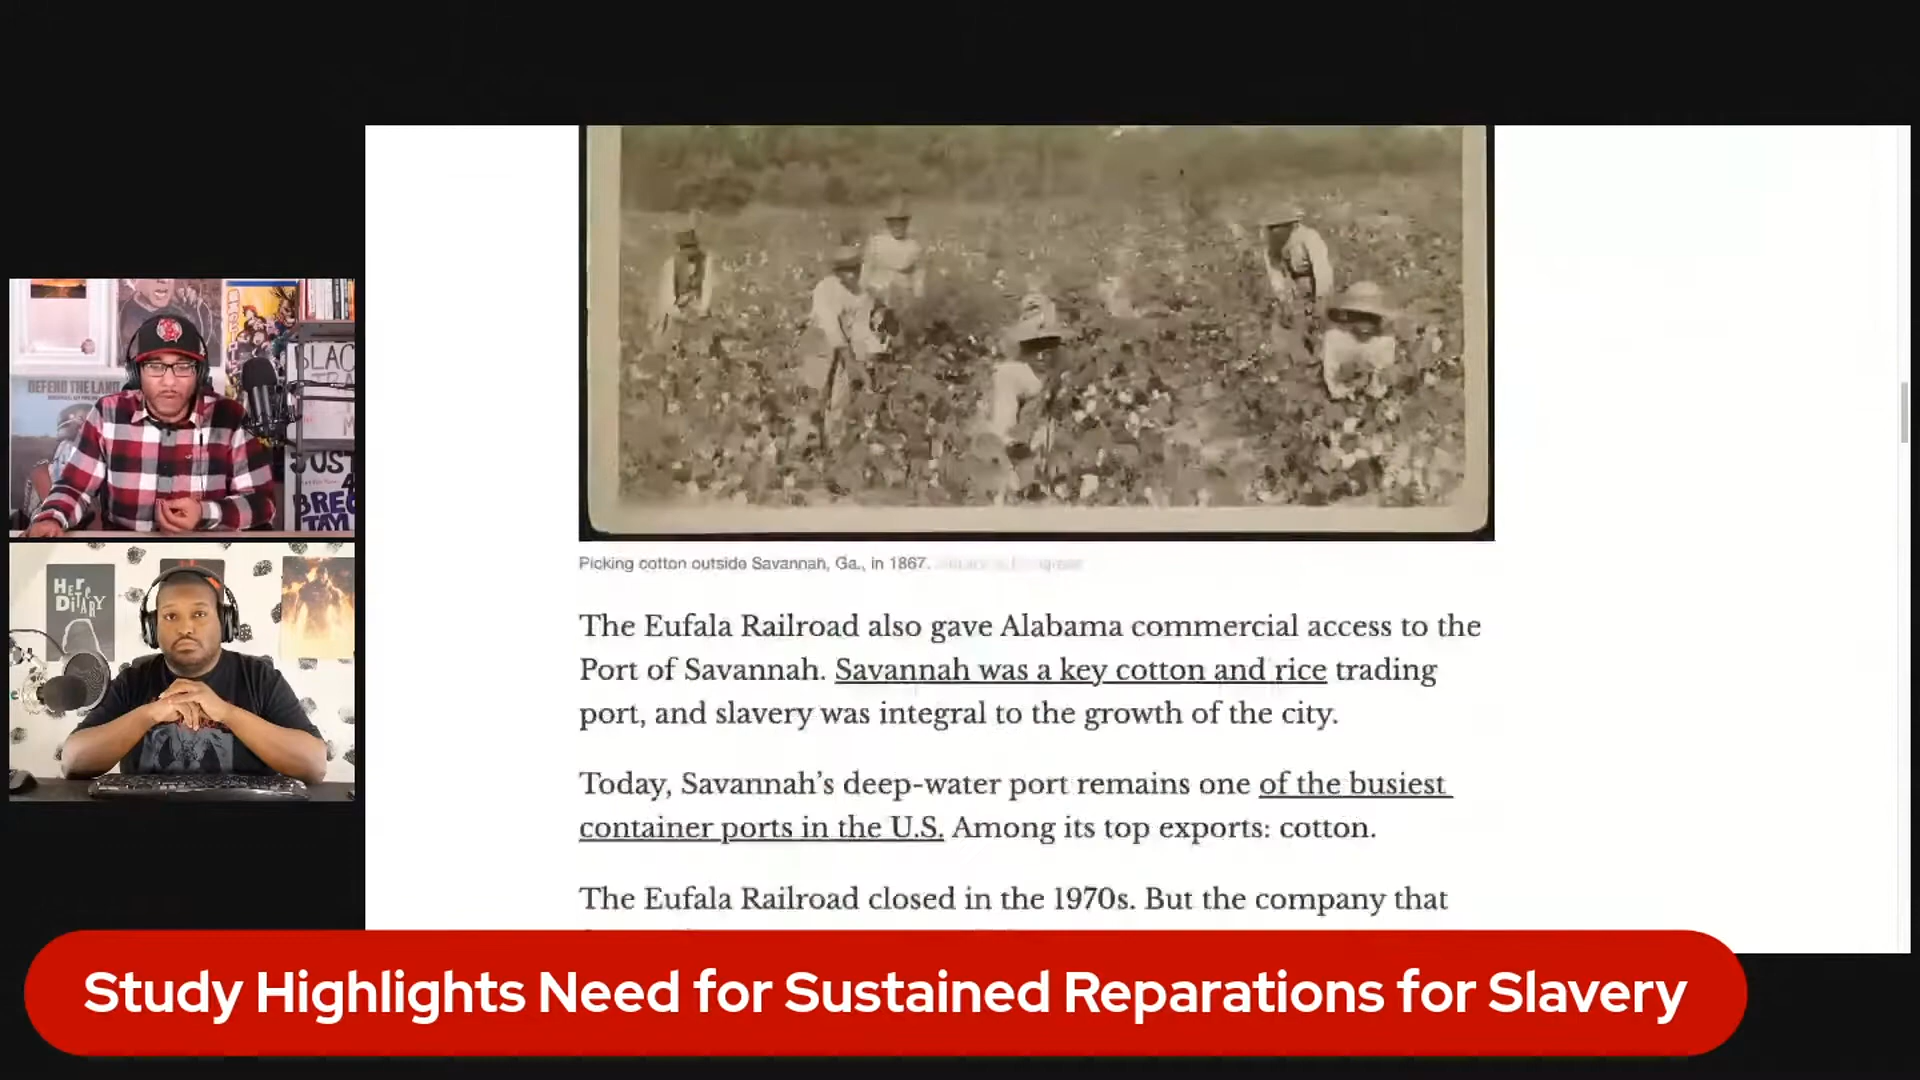 DEFEND THE LAND
JUST
BREO
TAYL
HEreDiTArY
Picking cotton outside Savannah, Ga., in 1867.
The Eufala Railroad also gave Alabama commercial access to the
Port of Savannah. Savannah was a key cotton and rice trading
port, and slavery was integral to the growth of the city.
Today, Savannah’s deep-water port remains one of the busiest
container ports in the U.S. Among its top exports: cotton.
The Eufala Railroad closed in the 1970s. But the company that
Study Highlights Need for Sustained Reparations for Slavery